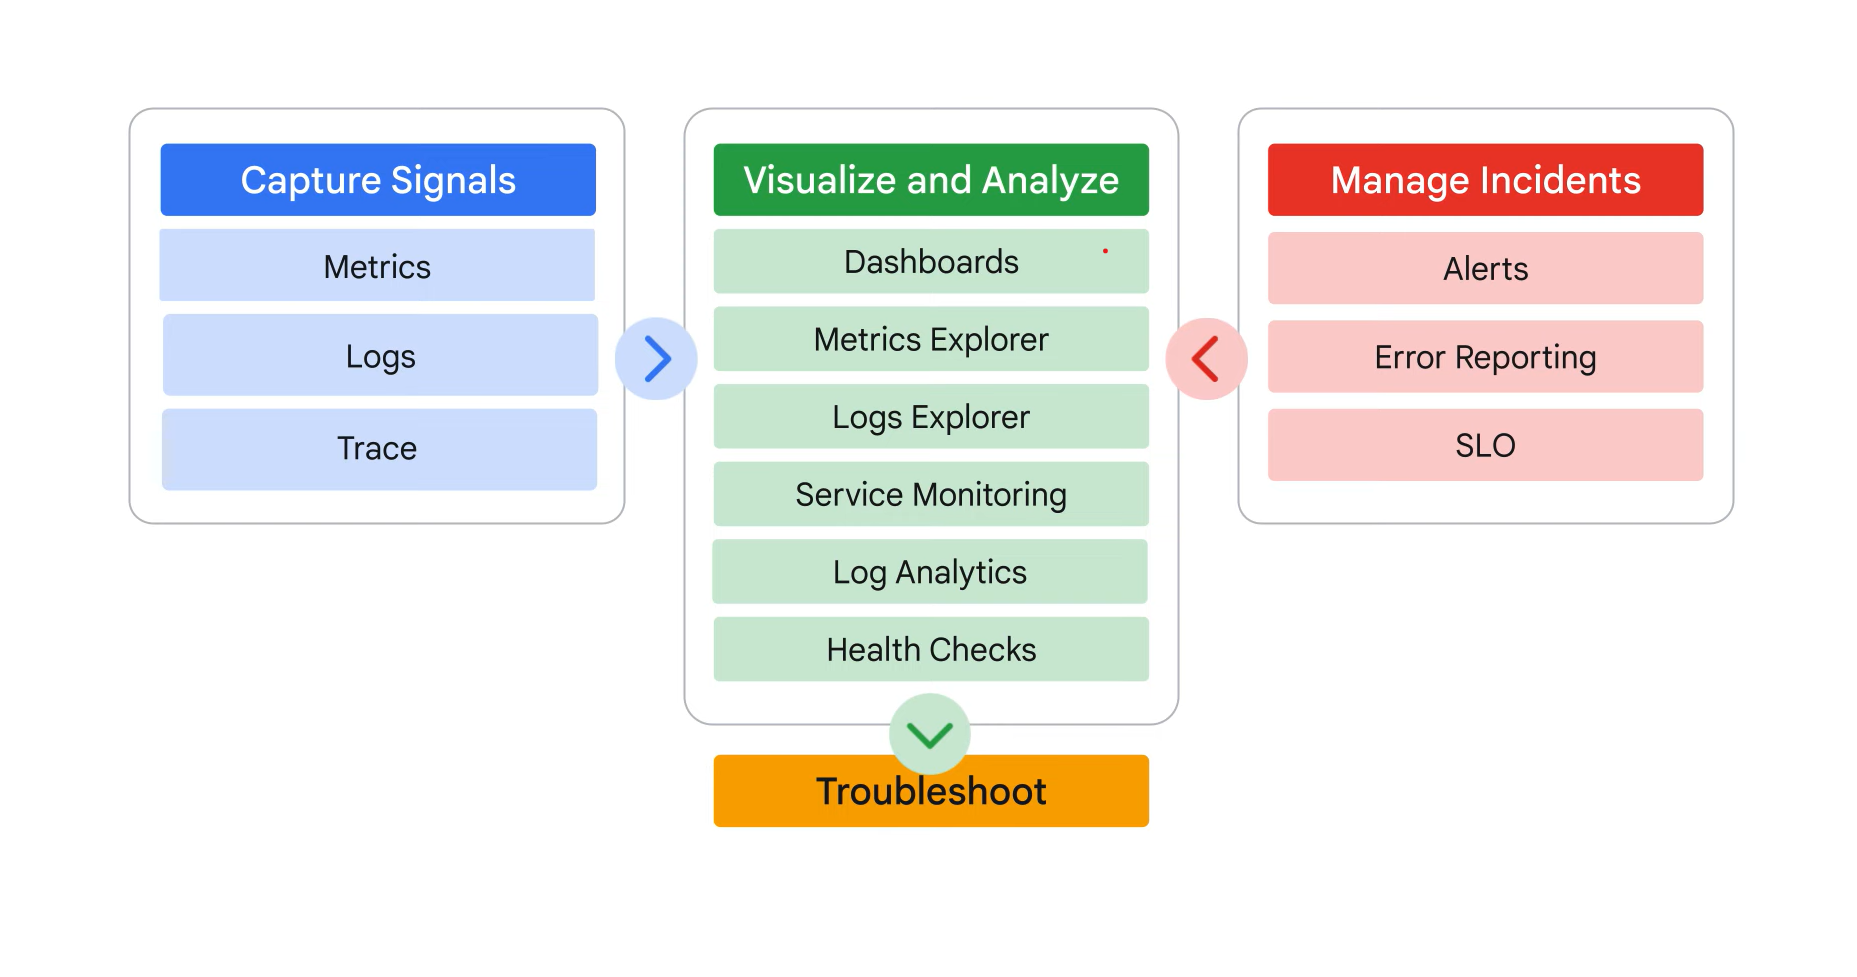 Capture Signals
Metrics
Logs
Trace
Visualize and Analyze
Dashboards
Metrics Explorer
Logs Explorer
Service Monitoring
Log Analytics
Health Checks
Manage Incidents
Alerts
Error Reporting
SLO
Troubleshoot